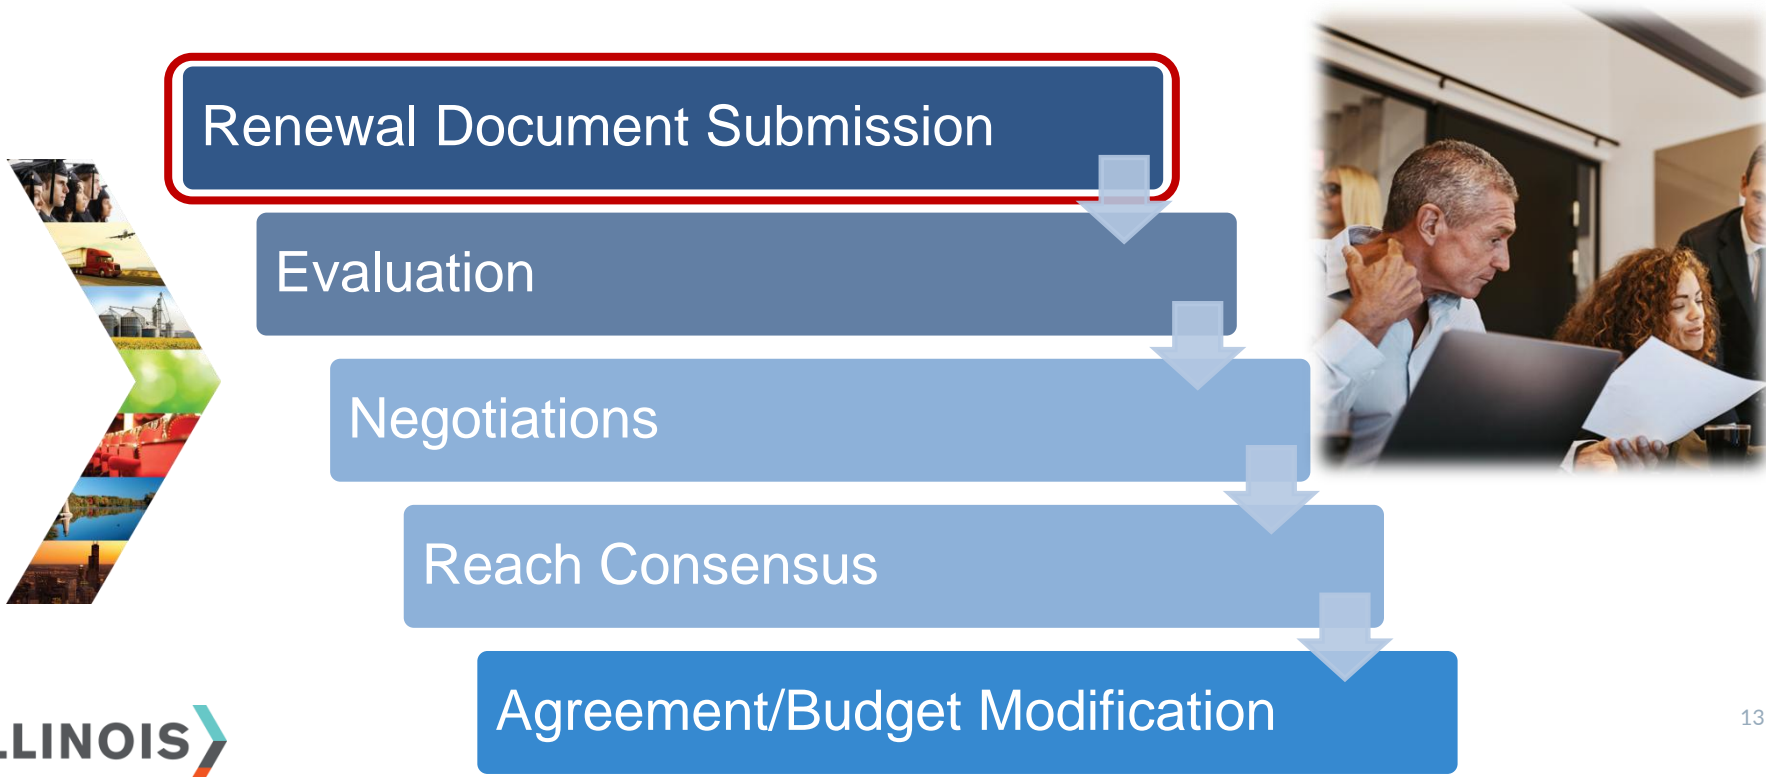 Renewal Document Submission
Evaluation
Negotiations
Reach Consensus
Agreement/Budget Modification
LLINOIS
13